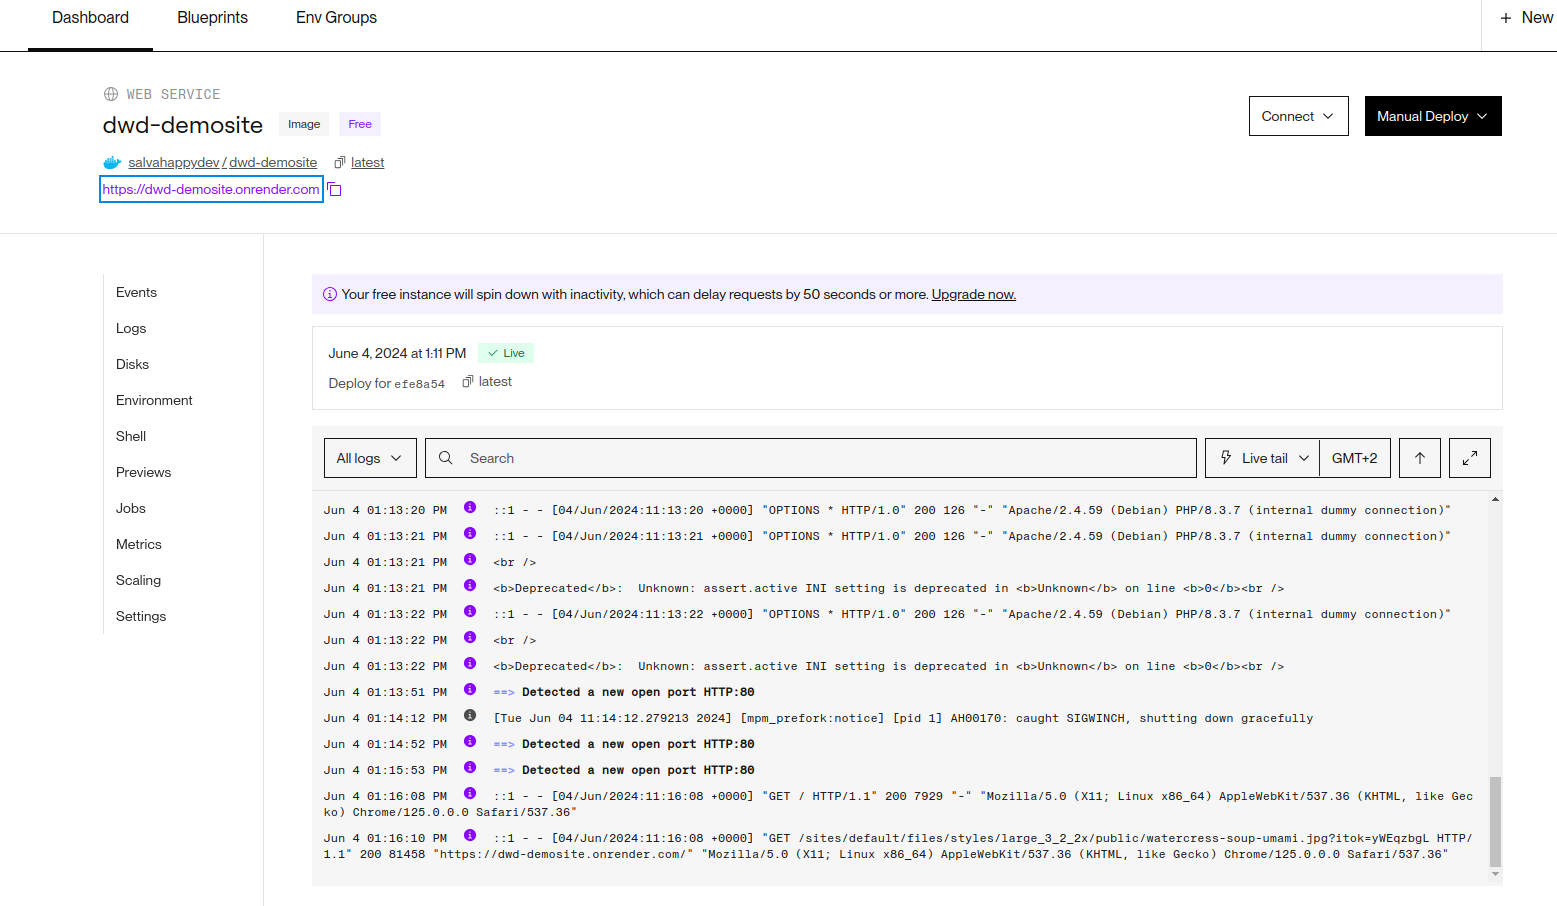 Dashboard Blueprints Env Groups + New
WEB SERVICE
dwd-demosite Image Free
Connect Manual Deploy
salvahappydev / dwd-demosite latest
https://dwd-demosite.onrender.com
Events
Logs
Disks
Environment
Shell
Previews
Jobs
Metrics
Scaling
Settings
Your free instance will spin down with inactivity, which can delay requests by 50 seconds or more. Upgrade now.
June 4, 2024 at 1:11 PM Live
Deploy for efe8a54 latest
All logs Search Live tail GMT+2
Jun 4 01:13:20 PM ::1 - - [04/Jun/2024:11:13:20 +0000] "OPTIONS * HTTP/1.0" 200 126 "-" "Apache/2.4.59 (Debian) PHP/8.3.7 (internal dummy connection)"
Jun 4 01:13:21 PM ::1 - - [04/Jun/2024:11:13:21 +0000] "OPTIONS * HTTP/1.0" 200 126 "-" "Apache/2.4.59 (Debian) PHP/8.3.7 (internal dummy connection)"
Jun 4 01:13:21 PM <br />
Jun 4 01:13:21 PM <b>Deprecated</b>:  Unknown: assert.active INI setting is deprecated in <b>Unknown</b> on line <b>0</b><br />
Jun 4 01:13:22 PM ::1 - - [04/Jun/2024:11:13:22 +0000] "OPTIONS * HTTP/1.0" 200 126 "-" "Apache/2.4.59 (Debian) PHP/8.3.7 (internal dummy connection)"
Jun 4 01:13:22 PM <br />
Jun 4 01:13:22 PM <b>Deprecated</b>:  Unknown: assert.active INI setting is deprecated in <b>Unknown</b> on line <b>0</b><br />
Jun 4 01:13:51 PM ==> Detected a new open port HTTP:80
Jun 4 01:14:12 PM [Tue Jun 04 11:14:12.279213 2024] [mpm_prefork:notice] [pid 1] AH00170: caught SIGWINCH, shutting down gracefully
Jun 4 01:14:52 PM ==> Detected a new open port HTTP:80
Jun 4 01:15:53 PM ==> Detected a new open port HTTP:80
Jun 4 01:16:08 PM ::1 - - [04/Jun/2024:11:16:08 +0000] "GET / HTTP/1.1" 200 7929 "-" "Mozilla/5.0 (X11; Linux x86_64) AppleWebKit/537.36 (KHTML, like Gec
ko) Chrome/125.0.0.0 Safari/537.36"
Jun 4 01:16:10 PM ::1 - - [04/Jun/2024:11:16:08 +0000] "GET /sites/default/files/styles/large_3_2_2x/public/watercress-soup-umami.jpg?itok=yWEqzbgL HTTP/
1.1" 200 81458 "https://dwd-demosite.onrender.com/" "Mozilla/5.0 (X11; Linux x86_64) AppleWebKit/537.36 (KHTML, like Gecko) Chrome/125.0.0.0 Safari/537.36"